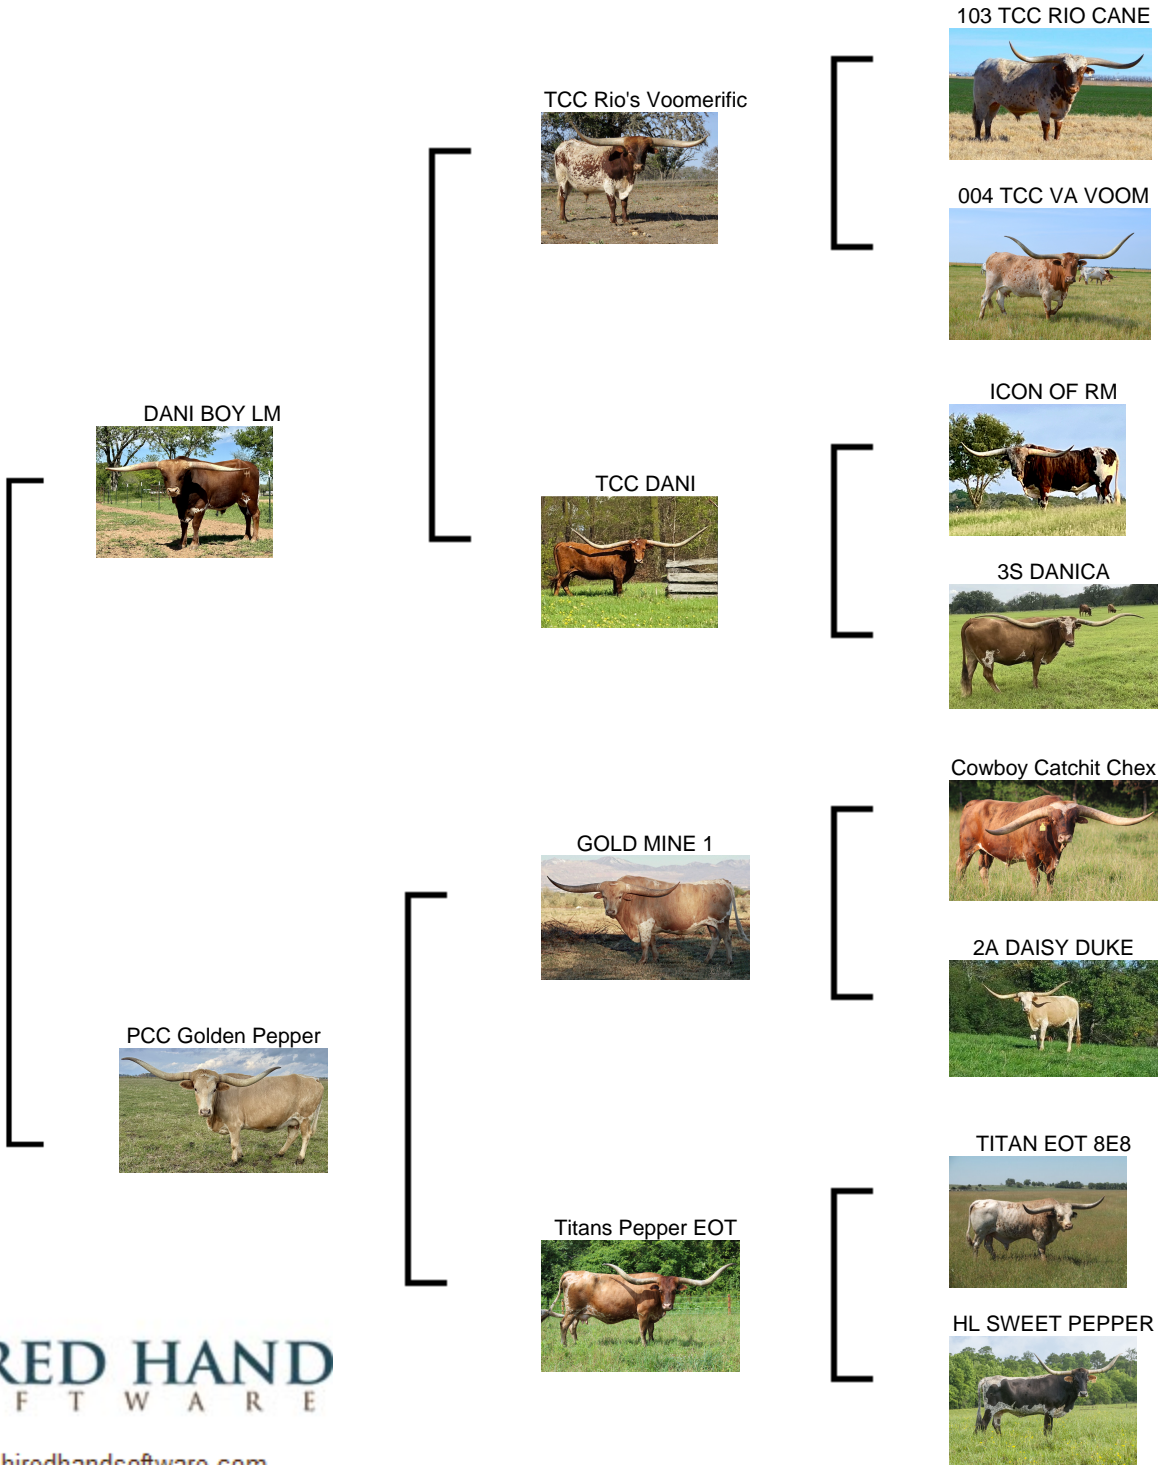 103 TCC RIO CANE
TCC Rio's Voomerific
004 TCC VA VOOM
DANI BOY LM
ICON OF RM
TCC DANI
3S DANICA
Cowboy Catchit Chex
GOLD MINE 1
2A DAISY DUKE
PCC Golden Pepper
TITAN EOT 8E8
Titans Pepper EOT
HL SWEET PEPPER
RED HAND
F T W A R E
hiredhandsoftware.com